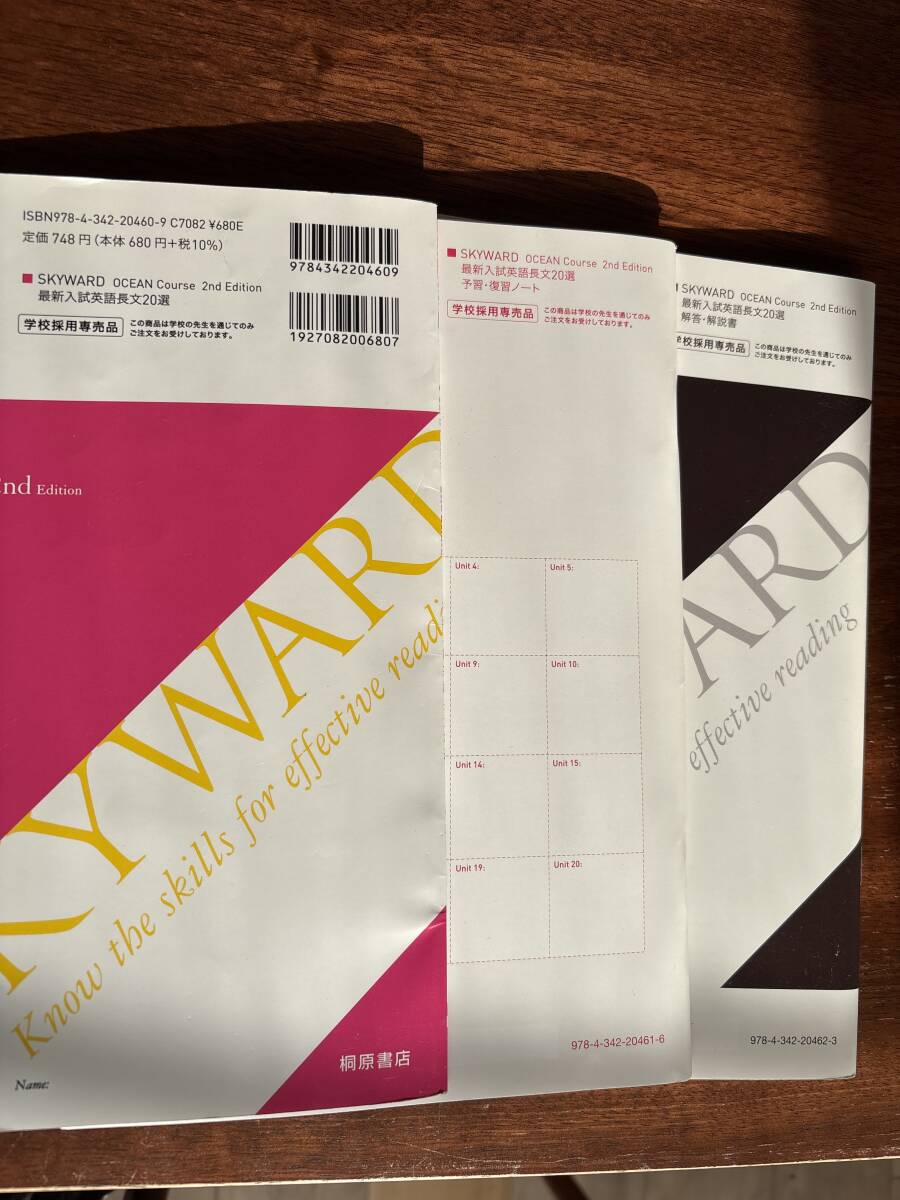 ISBN978-4-342-20460-9 C7082 ¥680E
定価 748 円(本体 680 円+税10%)
9784342204609
1927082006807
■ SKYWARD OCEAN Course 2nd Edition
最新入試英語長文20選
学校採用専売品
この商品は学校の先生を通じてのみ
ご注文をお受けしております。
2nd Edition
KYWARD
Know the skills for effective readi
Name:
桐原書店
■ SKYWARD OCEAN Course 2nd Edition
最新入試英語長文20選
予習・復習ノート
学校採用専売品
この商品は学校の先生を通じてのみ
ご注文をお受けしております。
Unit 4: Unit 5:
Unit 9: Unit 10:
Unit 14: Unit 15:
Unit 19: Unit 20:
978-4-342-20461-6
■ SKYWARD OCEAN Course 2nd Edition
最新入試英語長文20選
解答・解説書
学校採用専売品
この商品は学校の先生を通じてのみ
ご注文をお受けしております。
ARD
effective reading
978-4-342-20462-3